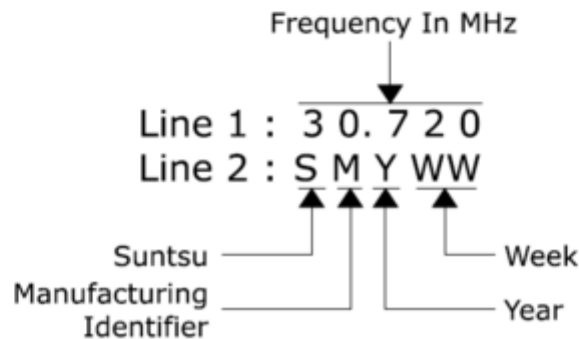 Frequency In MHz
Line 1 : 30.720
Line 2 : S M Y WW
Suntsu
Week
Manufacturing
Identifier
Year